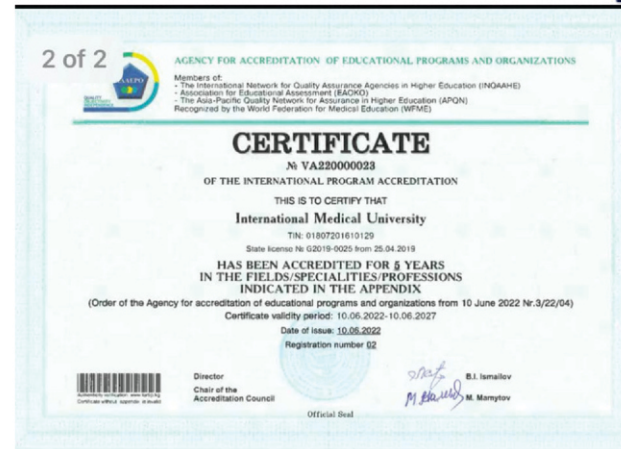 2 of 2
AAEPO
AGENCY FOR ACCREDITATION OF EDUCATIONAL PROGRAMS AND ORGANIZATIONS
Members of:
- The International Network for Quality Assurance Agencies in Higher Education (INQAAHE)
- Association for Educational Assessment (EAOKO)
- The Asia-Pacific Quality Network for Assurance in Higher Education (APQN)
Recognized by the World Federation for Medical Education (WFME)
CERTIFICATE
№ VA220000023
OF THE INTERNATIONAL PROGRAM ACCREDITATION
THIS IS TO CERTIFY THAT
International Medical University
TIN: 01807201610129
State license № G2019-0025 from 25.04.2019
HAS BEEN ACCREDITED FOR 5 YEARS
IN THE FIELDS/SPECIALITIES/PROFESSIONS
INDICATED IN THE APPENDIX
(Order of the Agency for accreditation of educational programs and organizations from 10 June 2022 Nr.3/22/04)
Certificate validity period: 10.06.2022-10.06.2027
Date of issue: 10.06.2022
Registration number 02
Director
B.I. Ismailov
Chair of the
Accreditation Council
M. Mamytov
Certificate without appendix is invalid
Official Seal